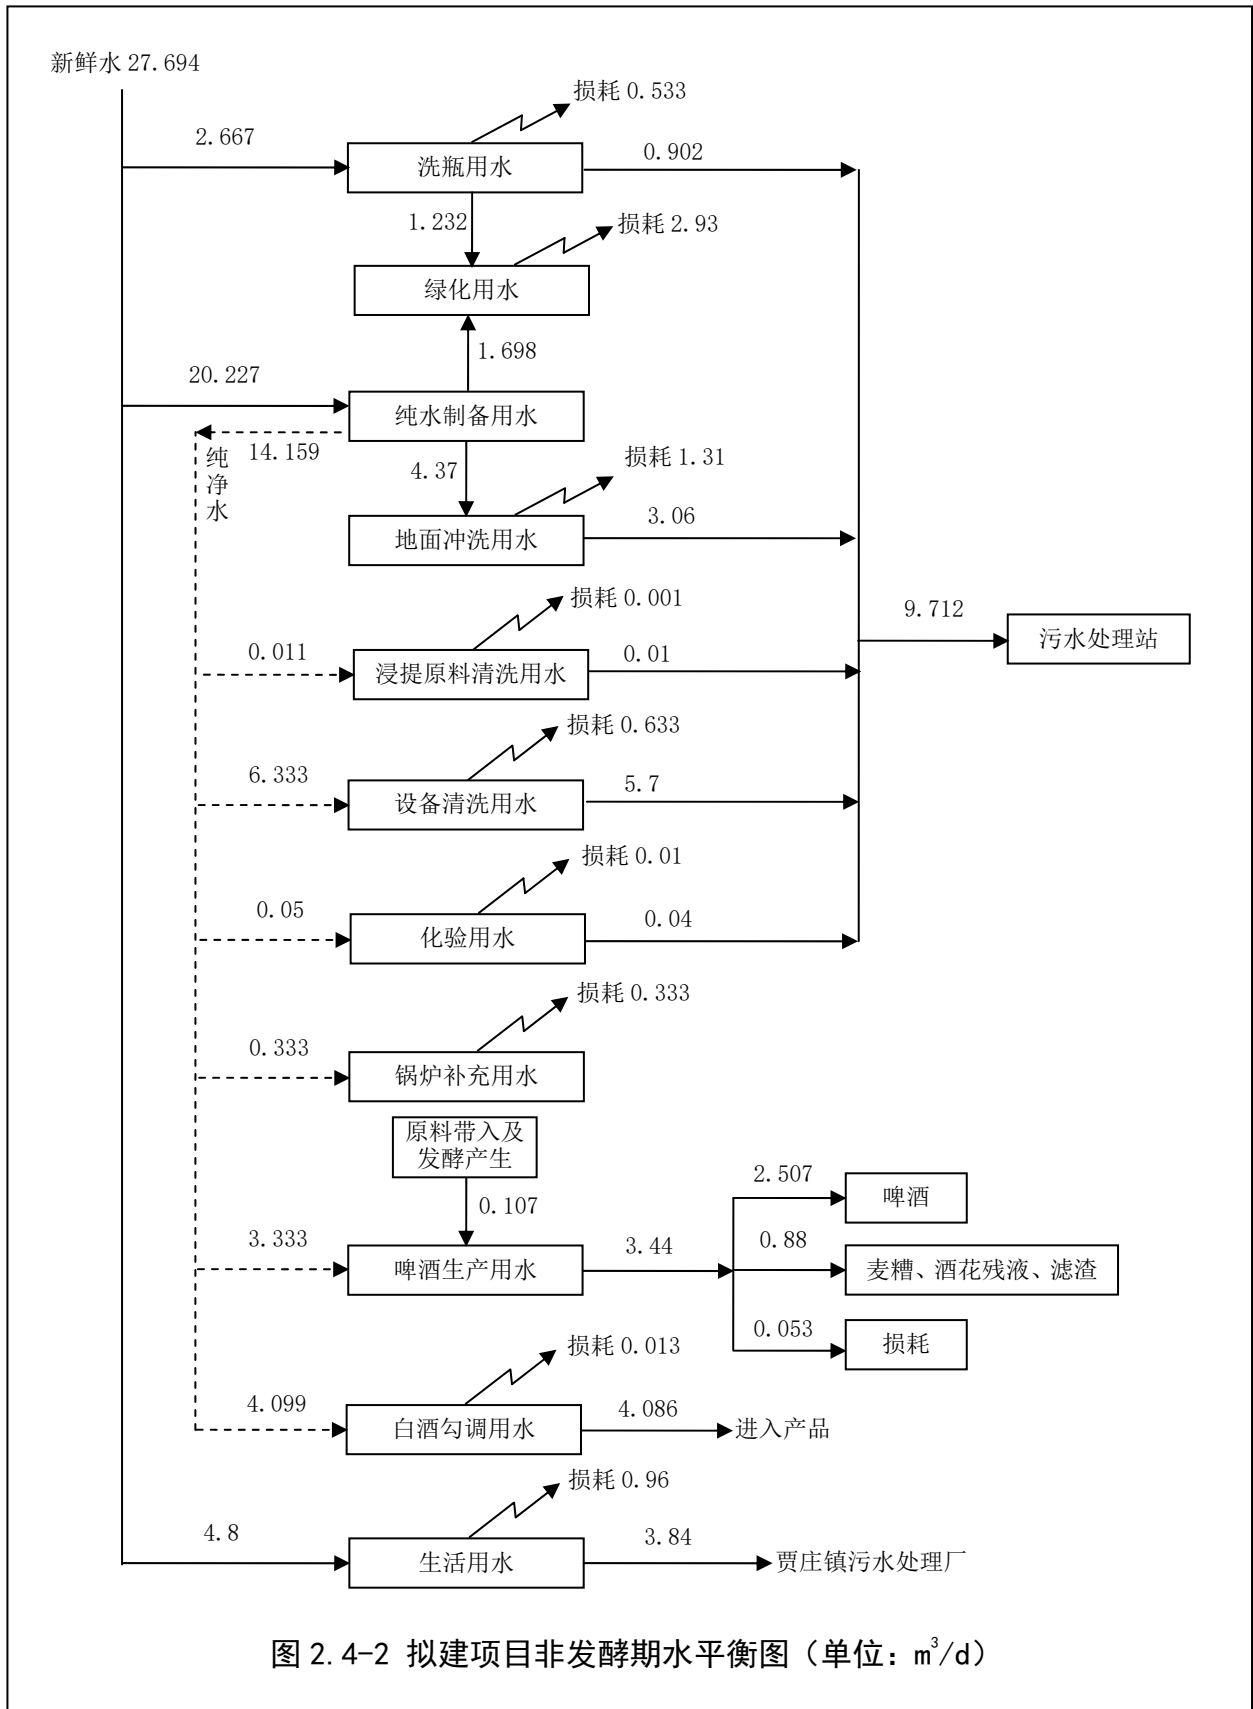 新鲜水 27.694
损耗 0.533
2.667
洗瓶用水
0.902
1.232
损耗 2.93
绿化用水
1.698
20.227
纯水制备用水
14.159
纯净水
4.37
损耗 1.31
地面冲洗用水
3.06
损耗 0.001
0.011
浸提原料清洗用水
0.01
9.712
污水处理站
损耗 0.633
6.333
设备清洗用水
5.7
损耗 0.01
0.05
化验用水
0.04
损耗 0.333
0.333
锅炉补充用水
原料带入及
发酵产生
0.107
3.333
啤酒生产用水
3.44
2.507
啤酒
0.88
麦糟、酒花残液、滤渣
0.053
损耗
损耗 0.013
4.099
白酒勾调用水
4.086
进入产品
损耗 0.96
4.8
生活用水
3.84
贾庄镇污水处理厂
图 2.4-2 拟建项目非发酵期水平衡图（单位：m³/d）